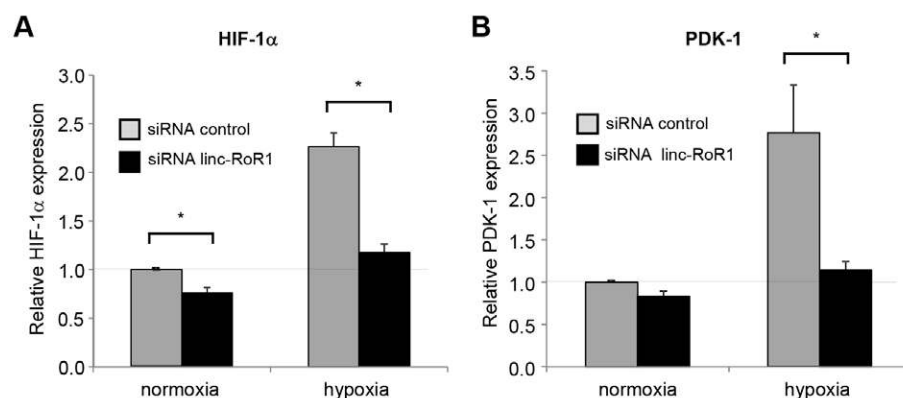 A
HIF-1α
Relative HIF-1α expression
3.0
2.5
2.0
1.5
1.0
0.5
0.0
siRNA control
siRNA linc-RoR1
*
*
normoxia
hypoxia
B
PDK-1
Relative PDK-1 expression
3.5
3.0
2.5
2.0
1.5
1.0
0.5
0.0
siRNA control
siRNA linc-RoR1
*
normoxia
hypoxia